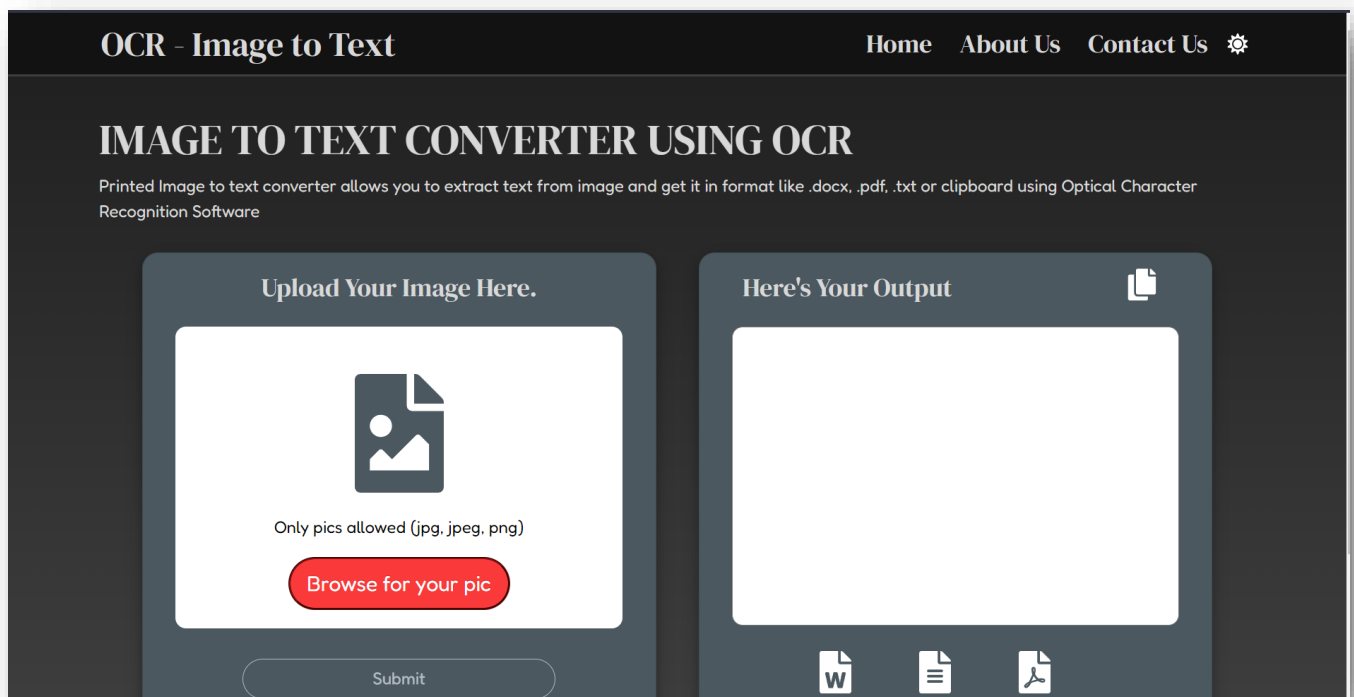 OCR - Image to Text
Home About Us Contact Us
IMAGE TO TEXT CONVERTER USING OCR
Printed Image to text converter allows you to extract text from image and get it in format like .docx, .pdf, .txt or clipboard using Optical Character
Recognition Software
Upload Your Image Here.
Only pics allowed (jpg, jpeg, png)
Browse for your pic
Submit
Here's Your Output
W